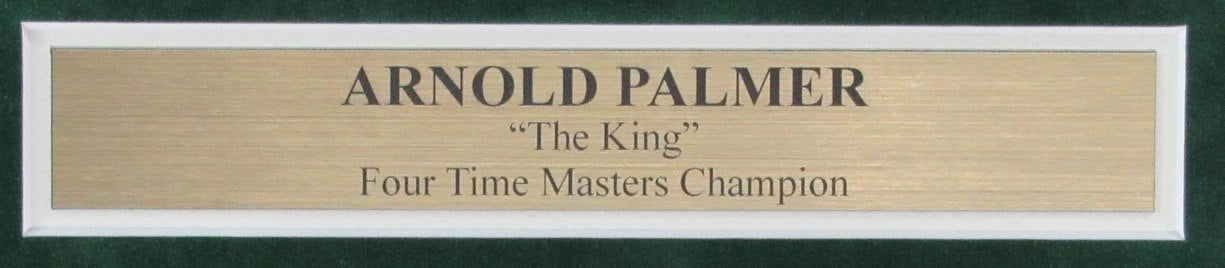 ARNOLD PALMER
“The King”
Four Time Masters Champion